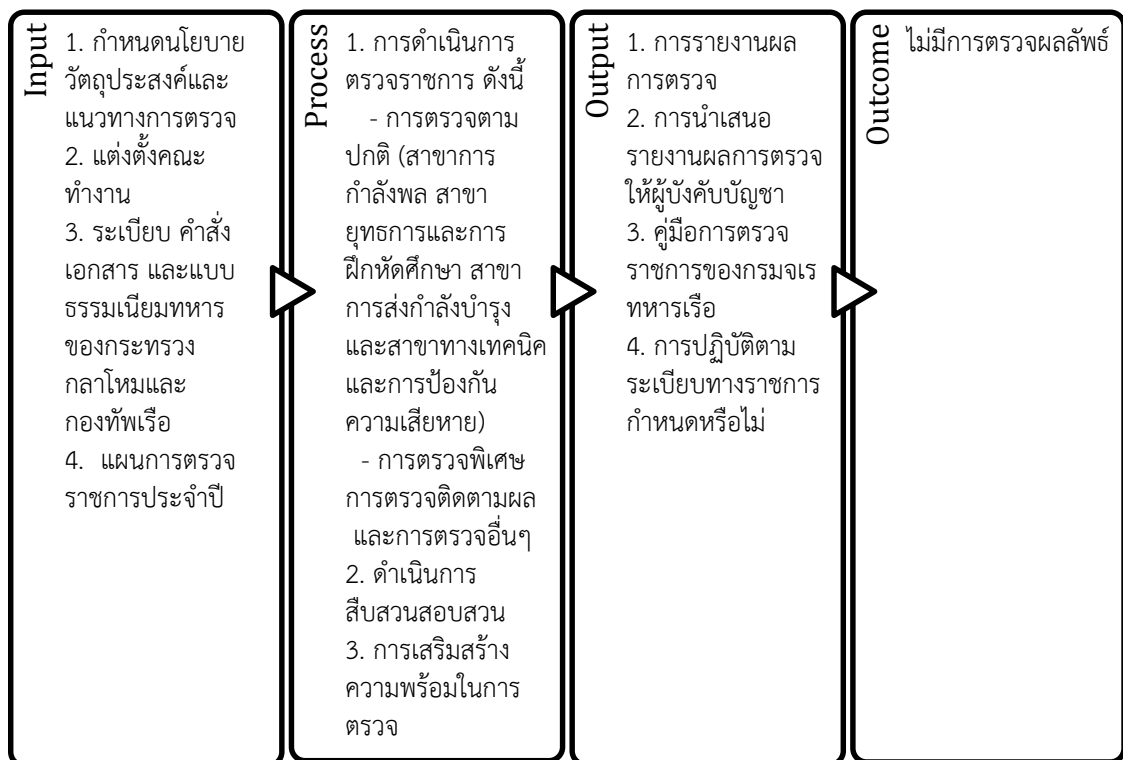 Input
1. กำหนดนโยบาย
วัตถุประสงค์และ
แนวทางการตรวจ
2. แต่งตั้งคณะ
ทำงาน
3. ระเบียบ คำสั่ง
เอกสาร และแบบ
ธรรมเนียมทหาร
ของกระทรวง
กลาโหมและ
กองทัพเรือ
4. แผนการตรวจ
ราชการประจำปี
Process
1. การดำเนินการ
ตรวจราชการ ดังนี้
- การตรวจตาม
ปกติ (สาขาการ
กำลังพล สาขา
ยุทธการและการ
ฝึกหัดศึกษา สาขา
การส่งกำลังบำรุง
และสาขาทางเทคนิค
และการป้องกัน
ความเสียหาย)
- การตรวจพิเศษ
การตรวจติดตามผล
และการตรวจอื่นๆ
2. ดำเนินการ
สืบสวนสอบสวน
3. การเสริมสร้าง
ความพร้อมในการ
ตรวจ
Output
1. การรายงานผล
การตรวจ
2. การนำเสนอ
รายงานผลการตรวจ
ให้ผู้บังคับบัญชา
3. คู่มือการตรวจ
ราชการของกรมจเร
ทหารเรือ
4. การปฏิบัติตาม
ระเบียบทางราชการ
กำหนดหรือไม่
Outcome
ไม่มีการตรวจผลลัพธ์